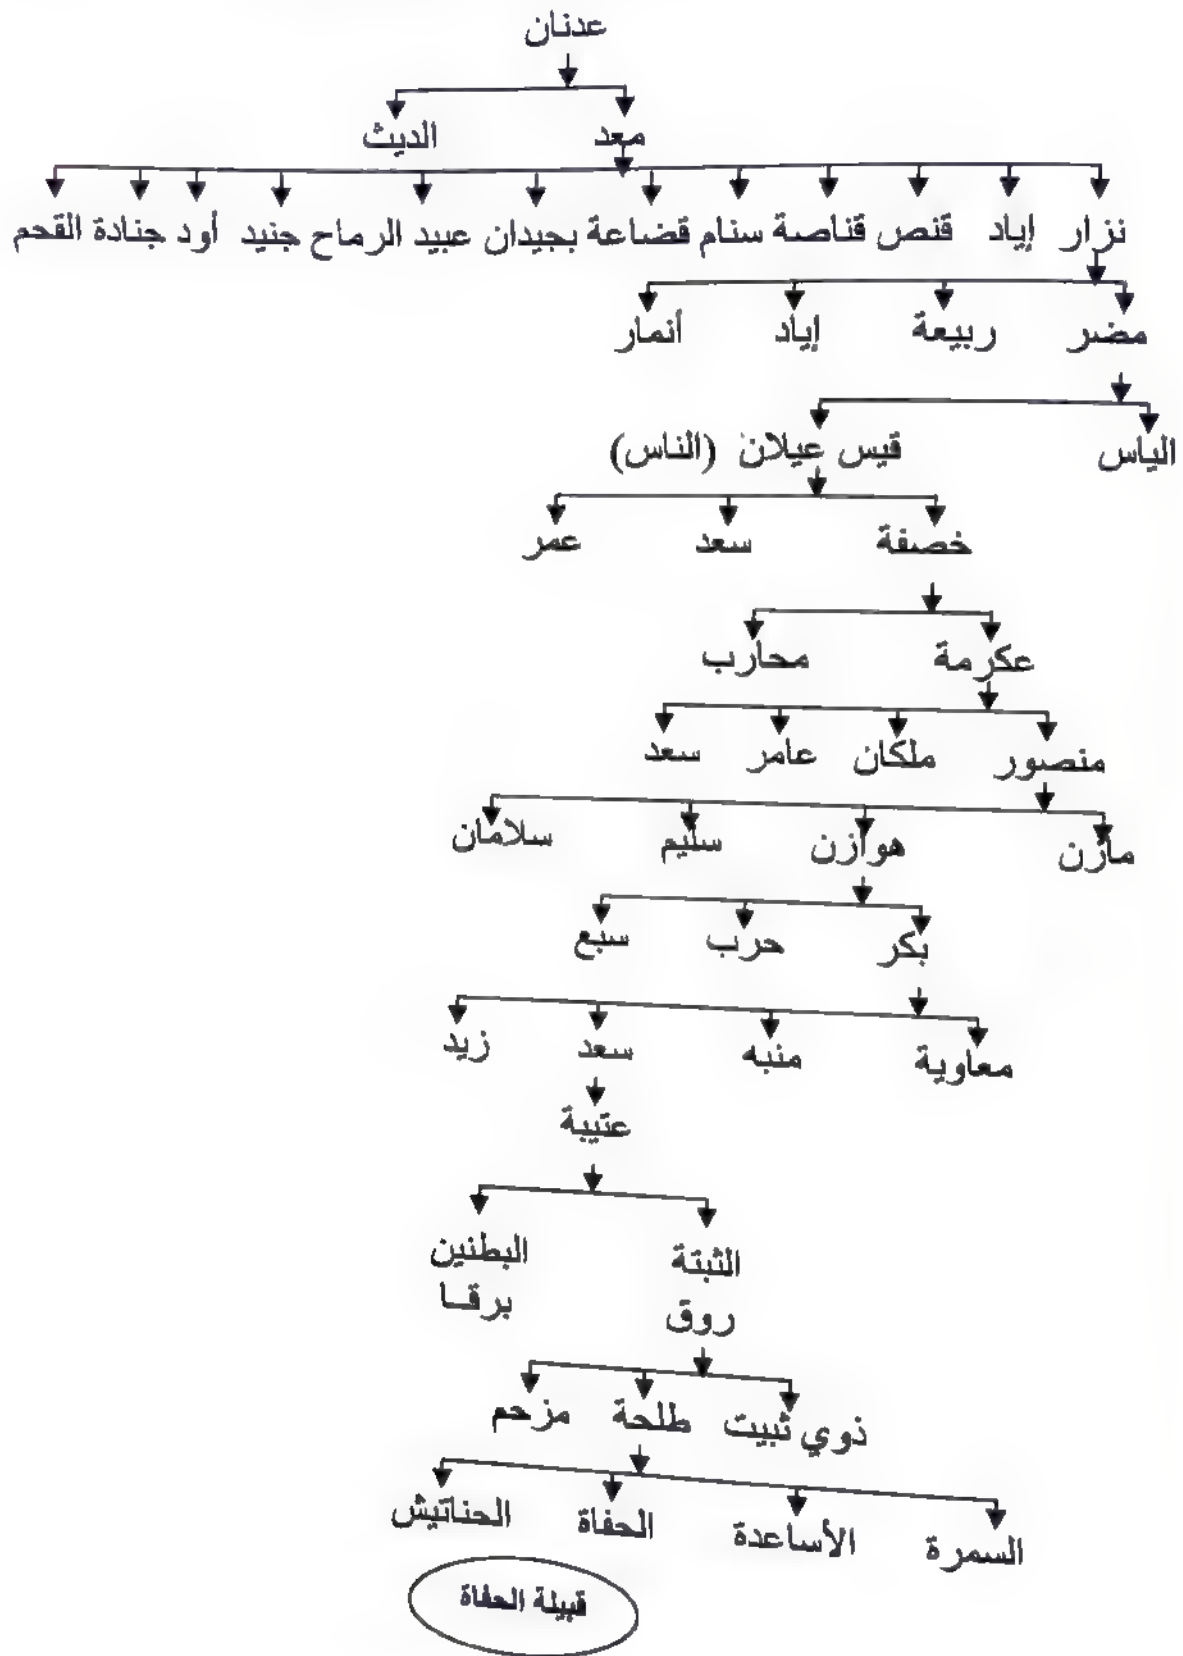 عدنان
معد الديث
نزار إياد قنص قناصة سنام قضاعة بجيدان عبيد الرماح جنيد أود جنادة القحم
مضر ربيعة إياد أنمار
الياس قيس عيلان (الناس)
خصفة سعد عمر
عكرمة محارب
منصور ملكان عامر سعد
مازن هوازن سليم سلامان
بكر حرب سبع
معاوية منبه سعد زيد
عتيبة
الثبتة البطنين
روق برقا
ذوي ثبيت طلحة مزحم
السمرة الأساعدة الحفاة الحناتيش
قبيلة الحفاة